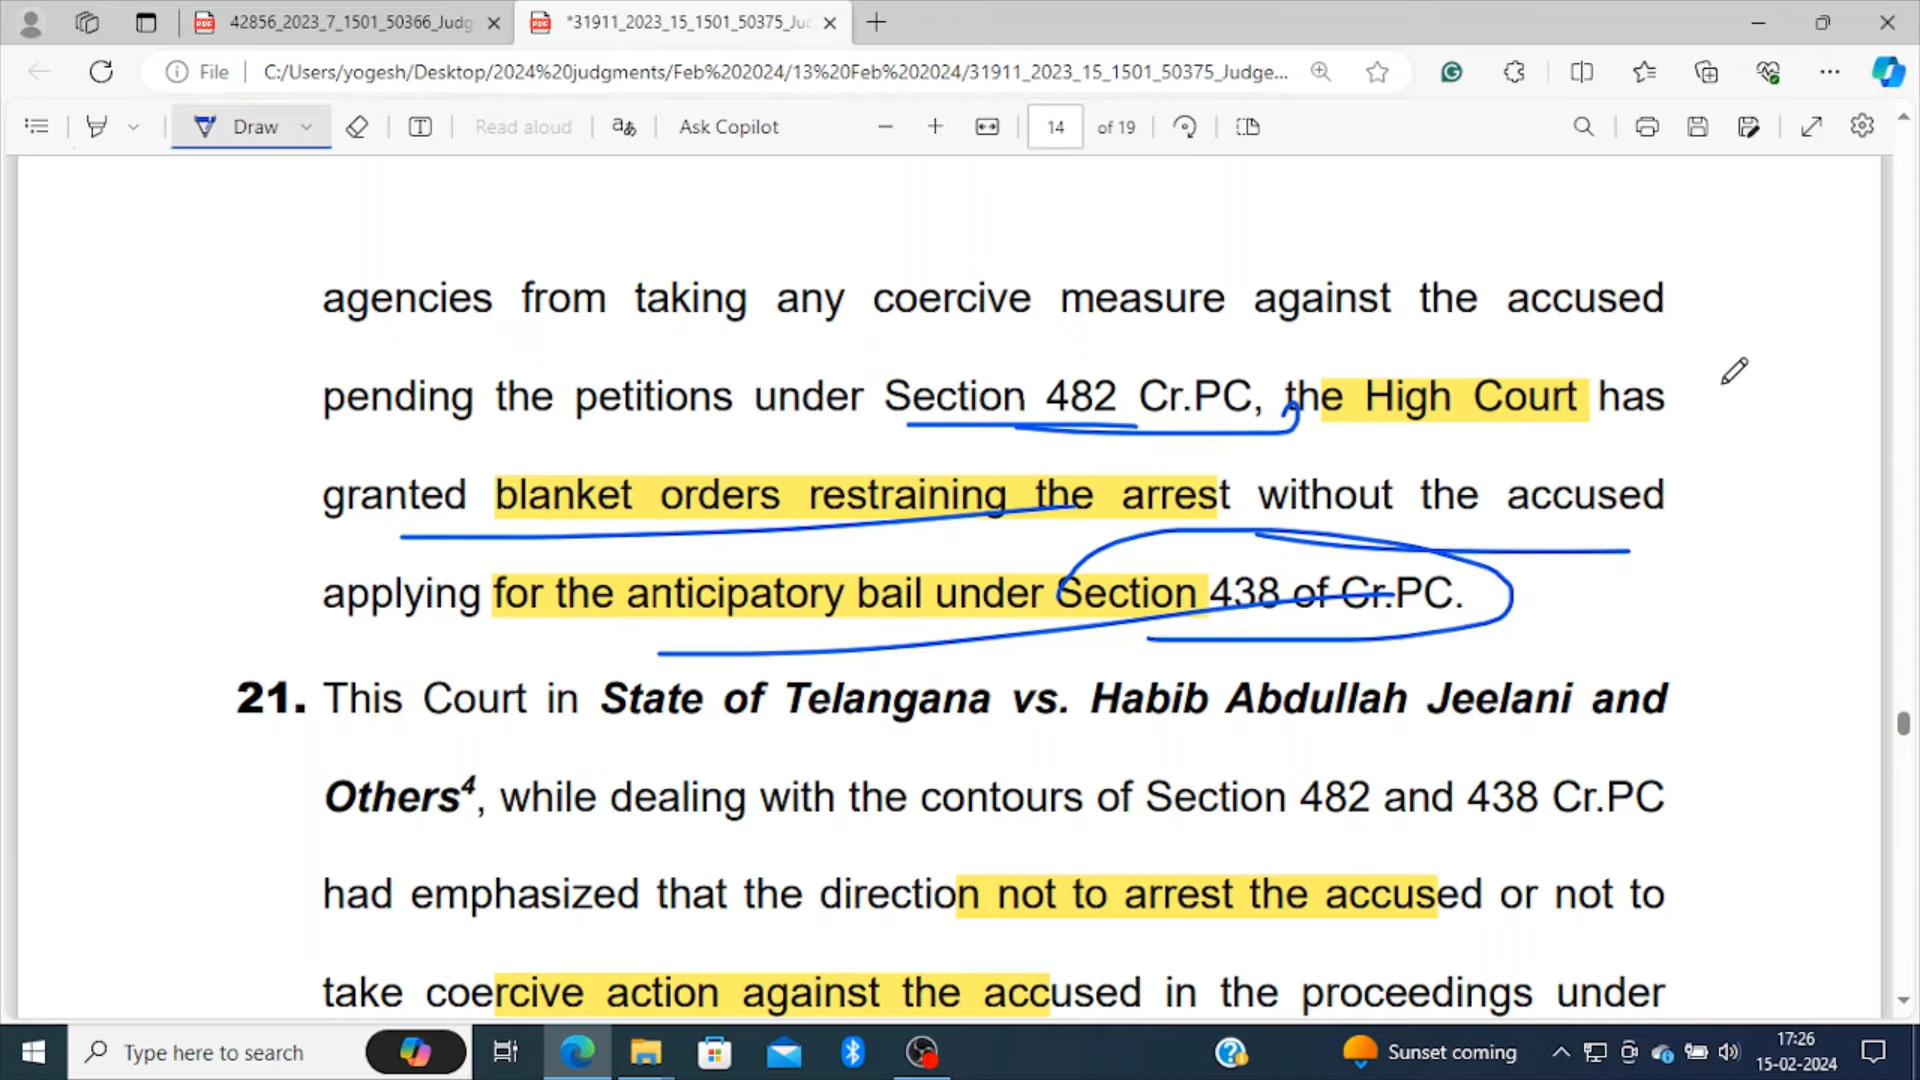 42856_2023_7_1501_50366_Judg
*31911_2023_15_1501_50375_Ju
File
C:/Users/yogesh/Desktop/2024%20judgments/Feb%202024/13%20Feb%202024/31911_2023_15_1501_50375_Judge...
Draw
Read aloud
Ask Copilot
14 of 19
agencies from taking any coercive measure against the accused
pending the petitions under Section 482 Cr.PC, the High Court has
granted blanket orders restraining the arrest without the accused
applying for the anticipatory bail under Section 438 of Cr.PC.
21. This Court in State of Telangana vs. Habib Abdullah Jeelani and
Others4, while dealing with the contours of Section 482 and 438 Cr.PC
had emphasized that the direction not to arrest the accused or not to
take coercive action against the accused in the proceedings under
Type here to search
Sunset coming
17:26
15-02-2024